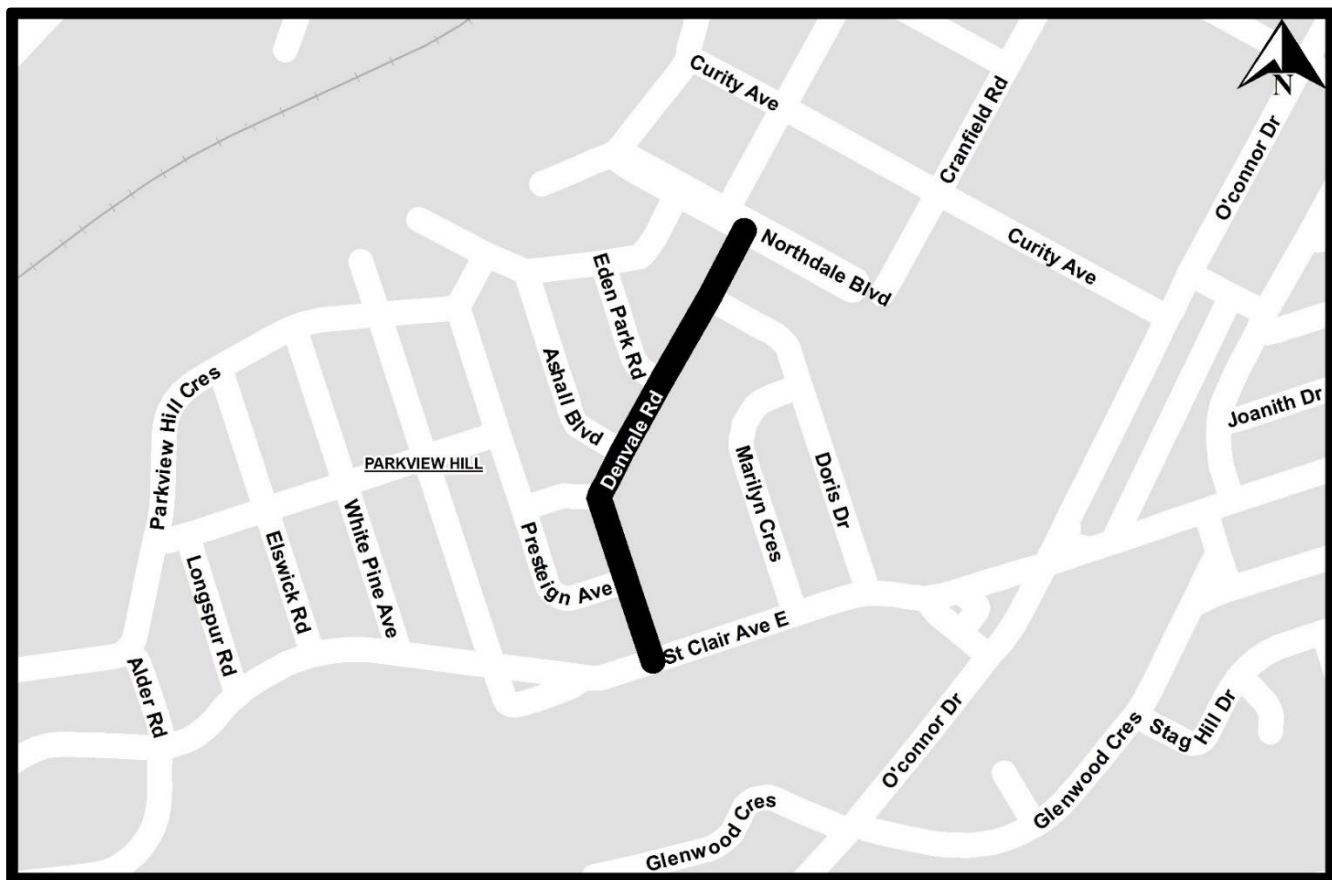 N
Curity Ave
Cranfield Rd
O'connor Dr
Northdale Blvd
Curity Ave
Eden Park Rd
Ashall Blvd
Denvale Rd
Parkview Hill Cres
Joanith Dr
PARKVIEW HILL
Marilyn Cres
Doris Dr
White Pine Ave
Elswick Rd
Longspur Rd
Presteign Ave
St Clair Ave E
Alder Rd
O'connor Dr
Stag Hill Dr
Glenwood Cres
Glenwood Cres